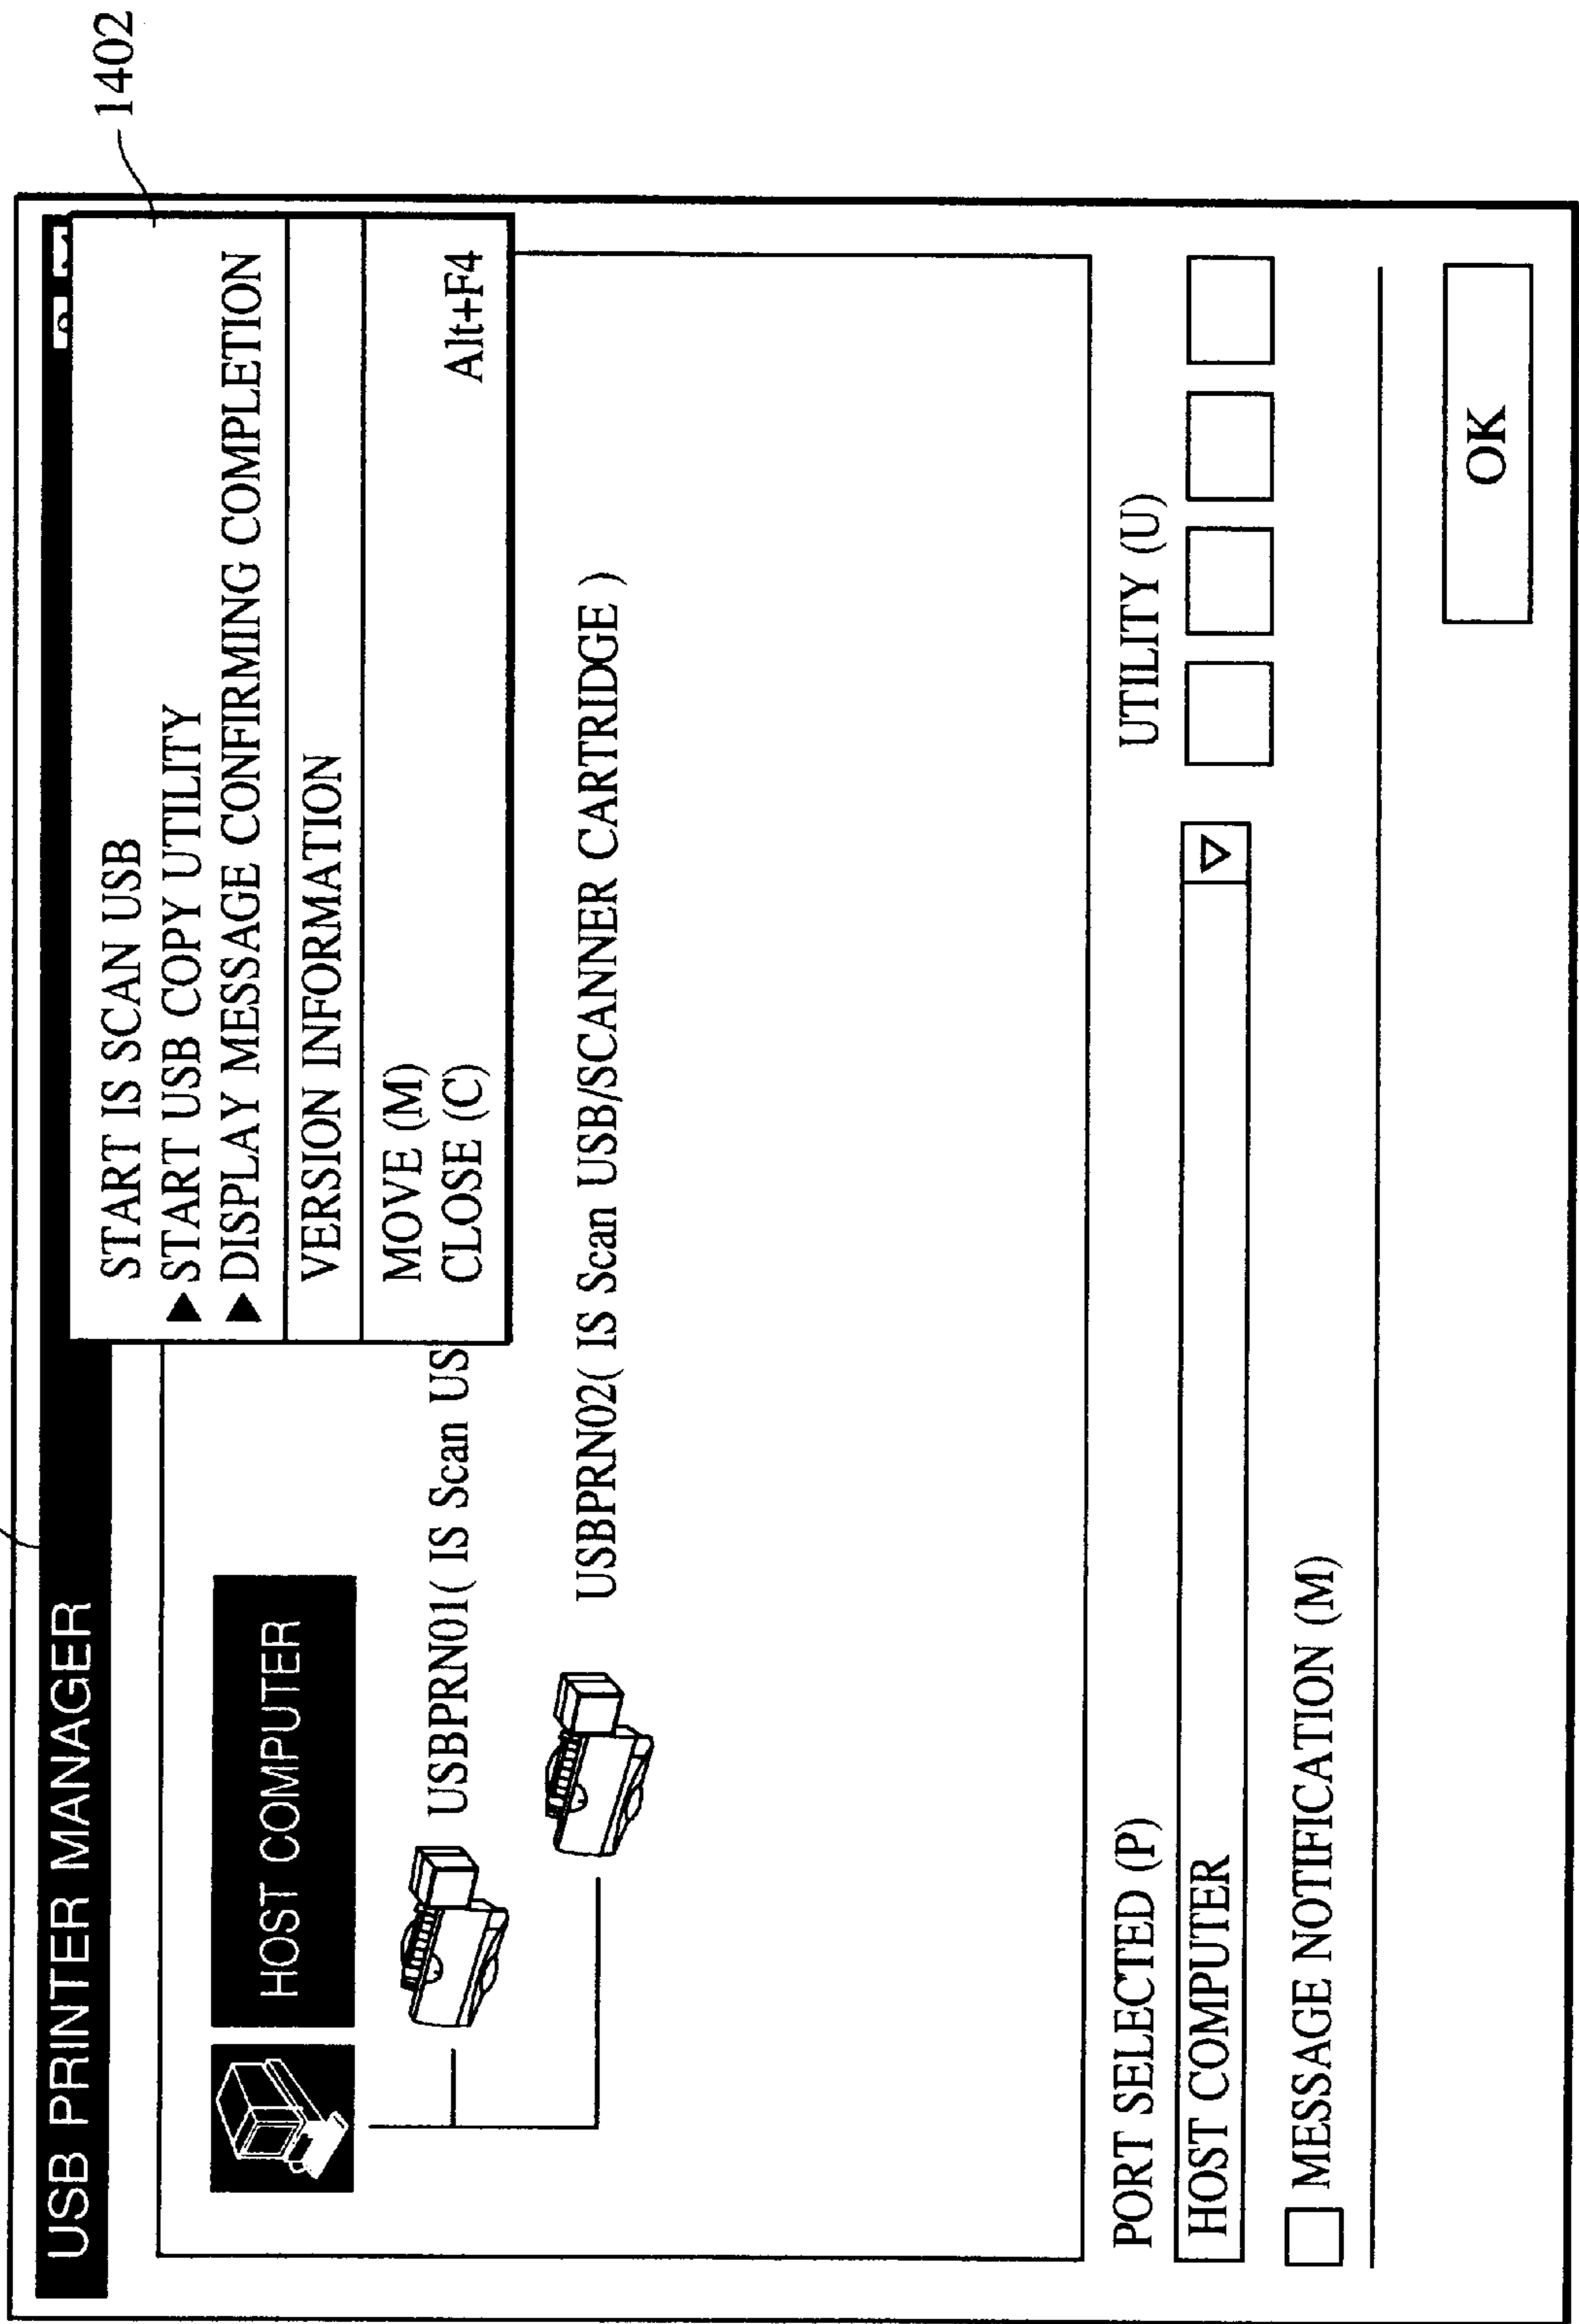 1402
USB PRINTER MANAGER
START IS SCAN USB
▶START USB COPY UTILITY
▶DISPLAY MESSAGE CONFIRMING COMPLETION
VERSION INFORMATION
MOVE (M)
CLOSE (C) Alt+F4
HOST COMPUTER
USBPRN01( IS Scan US
USBPRN02( IS Scan USB/SCANNER CARTRIDGE )
PORT SELECTED (P) UTILITY (U)
HOST COMPUTER
MESSAGE NOTIFICATION (M)
OK